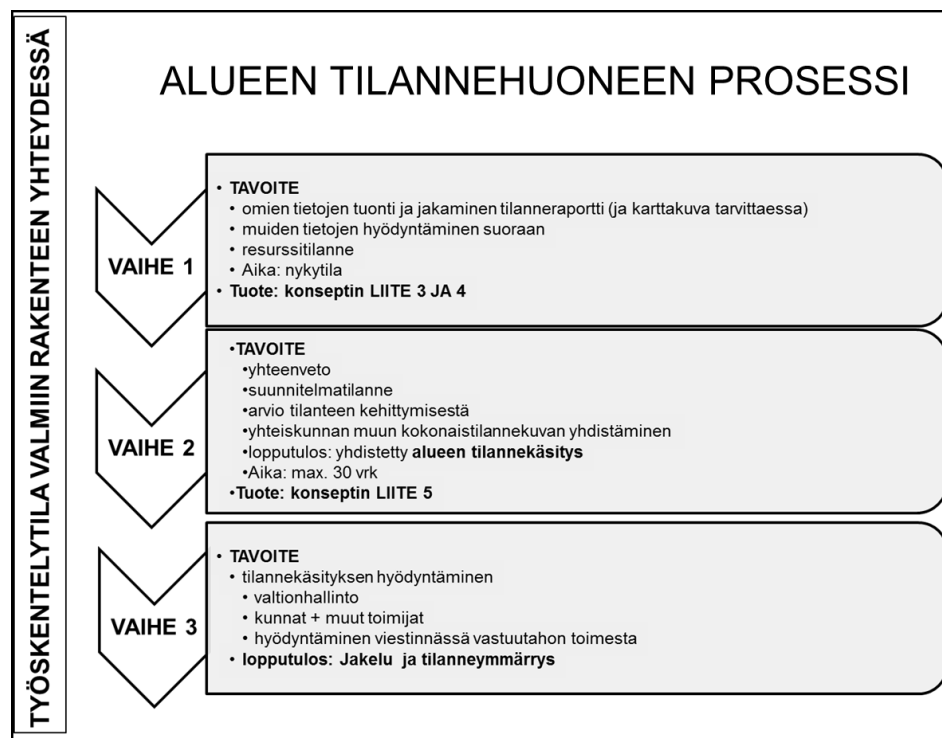 TYÖSKENTELYTILA VALMIIN RAKENTEEN YHTEYDESSÄ
ALUEEN TILANNEHUONEEN PROSESSI
VAIHE 1
• TAVOITE
• omien tietojen tuonti ja jakaminen tilanneraportti (ja karttakuva tarvittaessa)
• muiden tietojen hyödyntäminen suoraan
• resurssitilanne
• Aika: nykytila
• Tuote: konseptin LIITE 3 JA 4
VAIHE 2
•TAVOITE
•yhteenveto
•suunnitelmatilanne
•arvio tilanteen kehittymisestä
•yhteiskunnan muun kokonaistilannekuvan yhdistäminen
•lopputulos: yhdistetty alueen tilannekäsitys
•Aika: max. 30 vrk
•Tuote: konseptin LIITE 5
VAIHE 3
• TAVOITE
• tilannekäsityksen hyödyntäminen
• valtionhallinto
• kunnat + muut toimijat
• hyödyntäminen viestinnässä vastuutahon toimesta
• lopputulos: Jakelu ja tilanneymmärrys